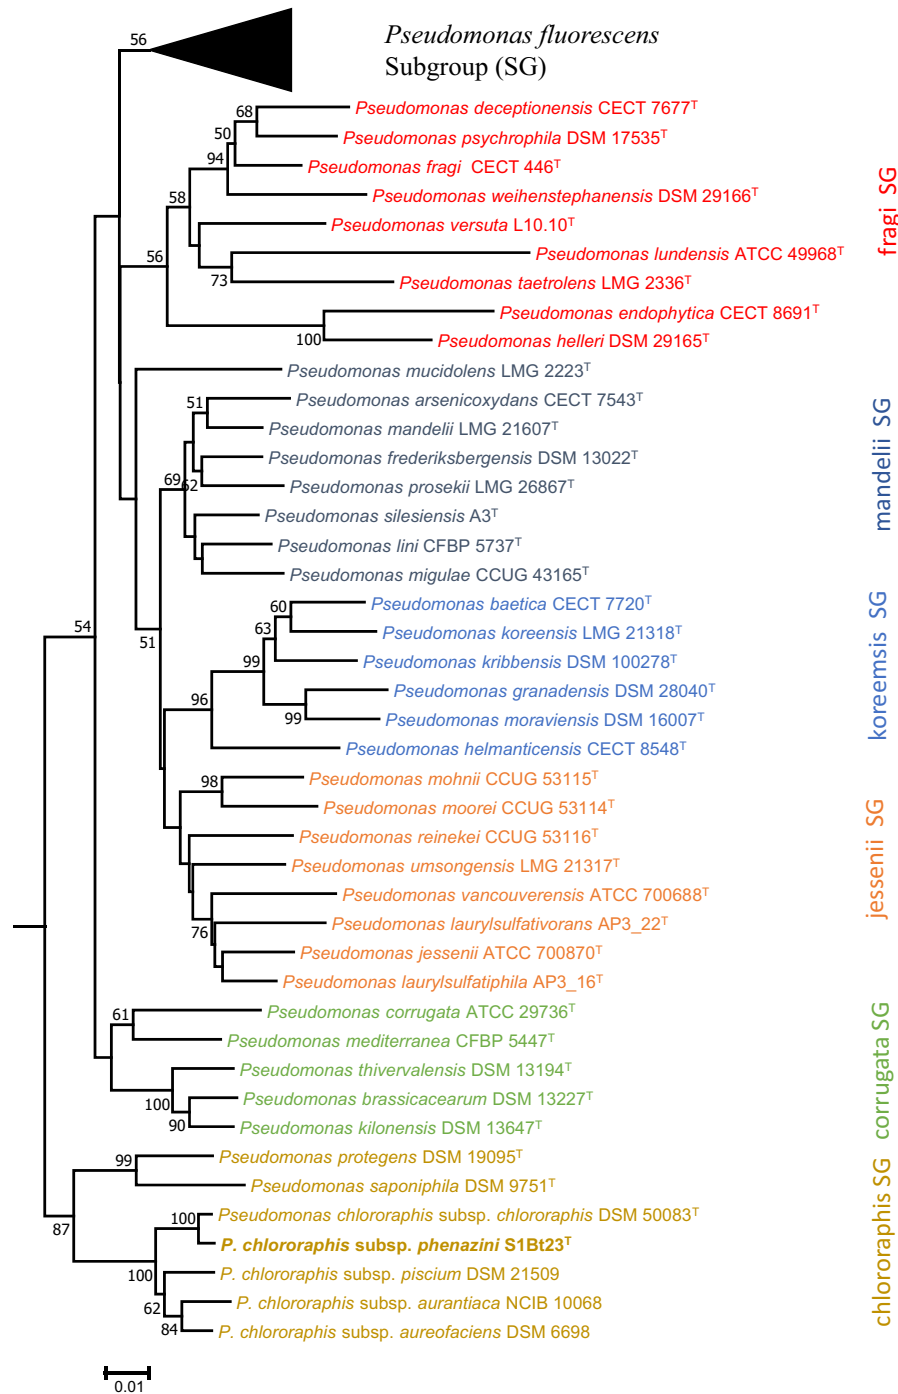 56
Pseudomonas fluorescens
Subgroup (SG)
Pseudomonas deceptionensis CECT 7677ᵀ
68
Pseudomonas psychrophila DSM 17535ᵀ
50
Pseudomonas fragi CECT 446ᵀ
94
Pseudomonas weihenstephanensis DSM 29166ᵀ
58
Pseudomonas versuta L10.10ᵀ
56
Pseudomonas lundensis ATCC 49968ᵀ
73
Pseudomonas taetrolens LMG 2336ᵀ
Pseudomonas endophytica CECT 8691ᵀ
100
Pseudomonas helleri DSM 29165ᵀ
fragi SG
Pseudomonas mucidolens LMG 2223ᵀ
Pseudomonas arsenicoxydans CECT 7543ᵀ
51
Pseudomonas mandelii LMG 21607ᵀ
Pseudomonas frederiksbergensis DSM 13022ᵀ
69
62
Pseudomonas prosekii LMG 26867ᵀ
Pseudomonas silesiensis A3ᵀ
Pseudomonas lini CFBP 5737ᵀ
Pseudomonas migulae CCUG 43165ᵀ
mandelii SG
Pseudomonas baetica CECT 7720ᵀ
60
54
51
63
Pseudomonas koreensis LMG 21318ᵀ
99
Pseudomonas kribbensis DSM 100278ᵀ
Pseudomonas granadensis DSM 28040ᵀ
96
99
Pseudomonas moraviensis DSM 16007ᵀ
Pseudomonas helmanticensis CECT 8548ᵀ
koreemsis SG
98
Pseudomonas mohnii CCUG 53115ᵀ
Pseudomonas moorei CCUG 53114ᵀ
Pseudomonas reinekei CCUG 53116ᵀ
Pseudomonas umsongensis LMG 21317ᵀ
Pseudomonas vancouverensis ATCC 700688ᵀ
76
Pseudomonas laurylsulfativorans AP3_22ᵀ
Pseudomonas jessenii ATCC 700870ᵀ
Pseudomonas laurylsulfatiphila AP3_16ᵀ
jessenii SG
61
Pseudomonas corrugata ATCC 29736ᵀ
Pseudomonas mediterranea CFBP 5447ᵀ
Pseudomonas thivervalensis DSM 13194ᵀ
100
Pseudomonas brassicacearum DSM 13227ᵀ
90
Pseudomonas kilonensis DSM 13647ᵀ
corrugata SG
99
Pseudomonas protegens DSM 19095ᵀ
Pseudomonas saponiphila DSM 9751ᵀ
87
100
Pseudomonas chlororaphis subsp. chlororaphis DSM 50083ᵀ
P. chlororaphis subsp. phenazini S1Bt23ᵀ
100
P. chlororaphis subsp. piscium DSM 21509
62
P. chlororaphis subsp. aurantiaca NCIB 10068
84
P. chlororaphis subsp. aureofaciens DSM 6698
chlororaphis SG
0.01